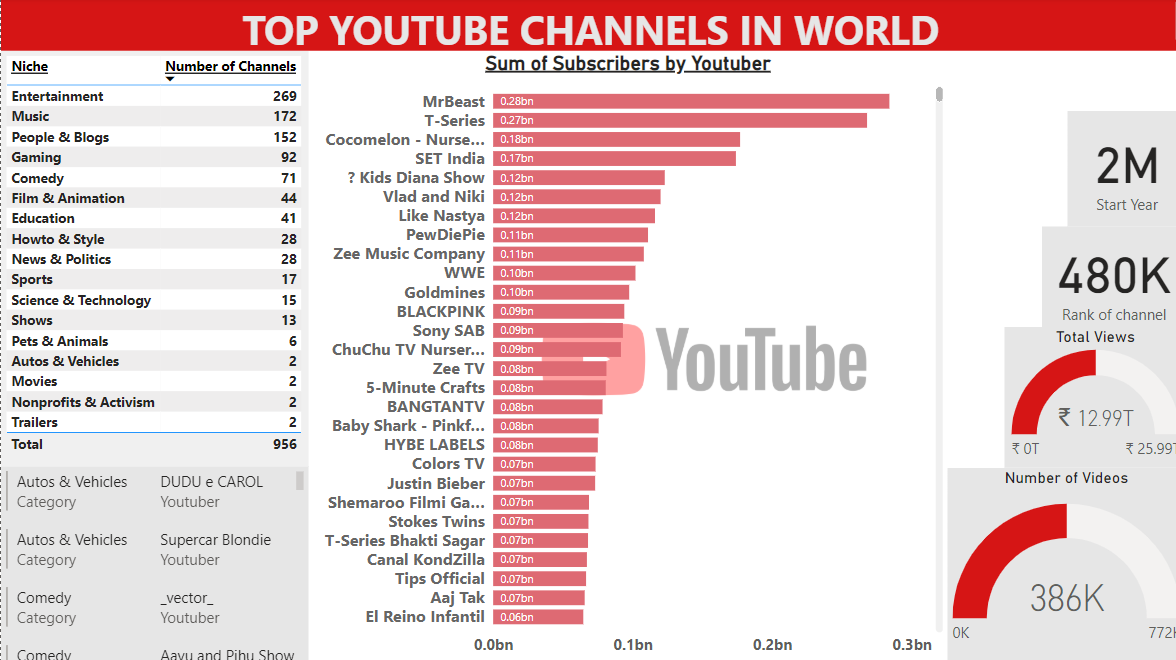 TOP YOUTUBE CHANNELS IN WORLD
Niche Number of Channels
Entertainment 269
Music 172
People & Blogs 152
Gaming 92
Comedy 71
Film & Animation 44
Education 41
Howto & Style 28
News & Politics 28
Sports 17
Science & Technology 15
Shows 13
Pets & Animals 6
Autos & Vehicles 2
Movies 2
Nonprofits & Activism 2
Trailers 2
Total 956
Autos & Vehicles DUDU e CAROL
Category Youtuber
Autos & Vehicles Supercar Blondie
Category Youtuber
Comedy _vector_
Category Youtuber
Comedy Aayu and Pihu Show
Sum of Subscribers by Youtuber
MrBeast 0.28bn
T-Series 0.27bn
Cocomelon - Nurse... 0.18bn
SET India 0.17bn
? Kids Diana Show 0.12bn
Vlad and Niki 0.12bn
Like Nastya 0.12bn
PewDiePie 0.11bn
Zee Music Company 0.11bn
WWE 0.10bn
Goldmines 0.10bn
BLACKPINK 0.09bn
Sony SAB 0.09bn
ChuChu TV Nurser... 0.09bn
Zee TV 0.08bn
5-Minute Crafts 0.08bn
BANGTANTV 0.08bn
Baby Shark - Pinkf... 0.08bn
HYBE LABELS 0.08bn
Colors TV 0.07bn
Justin Bieber 0.07bn
Shemaroo Filmi Ga... 0.07bn
Stokes Twins 0.07bn
T-Series Bhakti Sagar 0.07bn
Canal KondZilla 0.07bn
Tips Official 0.07bn
Aaj Tak 0.07bn
El Reino Infantil 0.06bn
0.0bn 0.1bn 0.2bn 0.3bn
YouTube
2M
Start Year
480K
Rank of channel
Total Views
₹ 12.99T
₹ 0T ₹ 25.99T
Number of Videos
386K
0K 772K